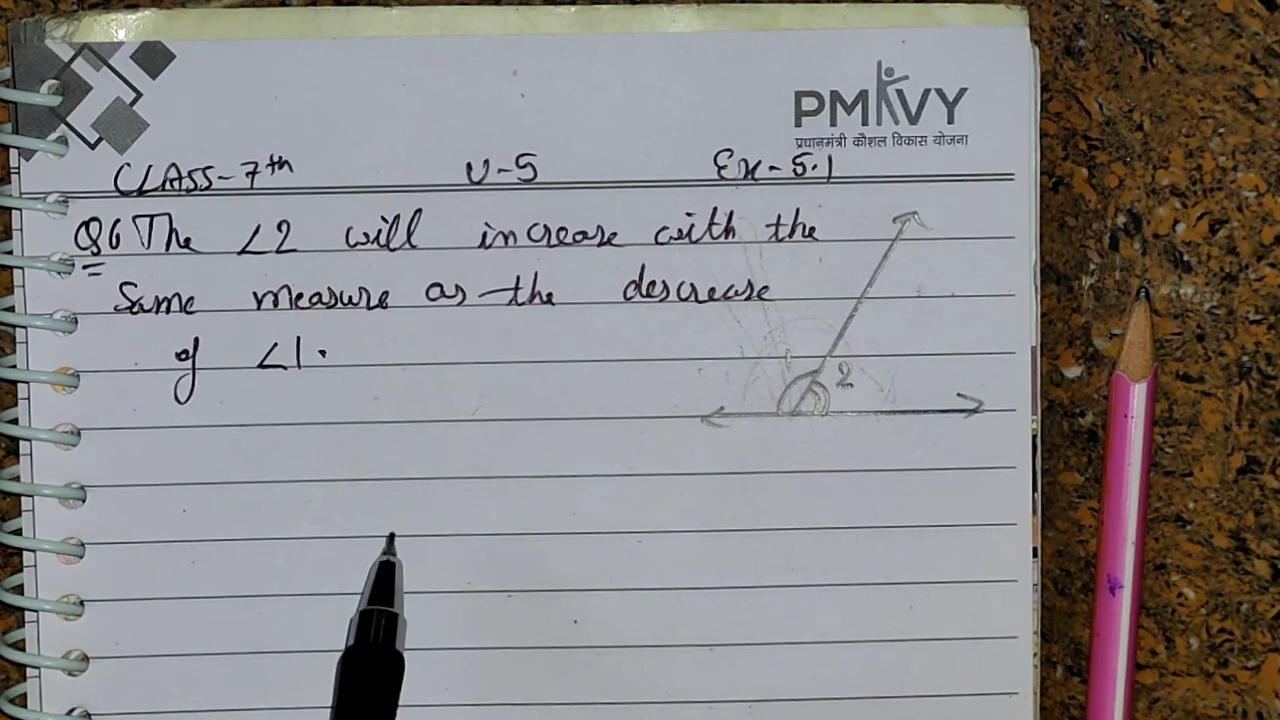 PMKVY
प्रधानमंत्री कौशल विकास योजना
CLASS-7th U-5 Ex-5.1
Q6 The ∠2 will increase with the
Same measure as the descrease
of ∠1.
2